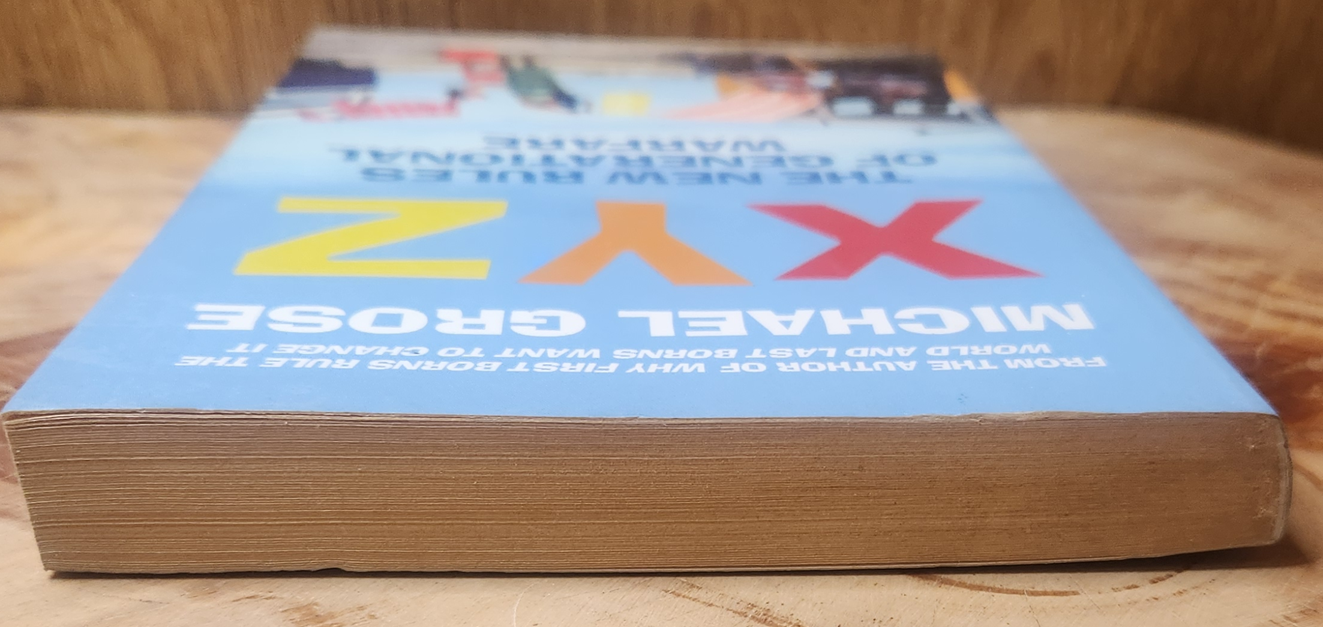 FROM THE AUTHOR OF WHY FIRST BORNS RULE THE
WORLD AND LAST BORNS WANT TO CHANGE IT
MICHAEL GROSE
X Y Z
THE NEW RULES
OF GENERATIONAL
WARFARE